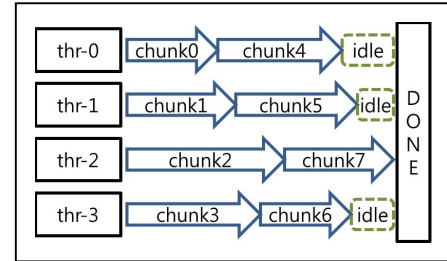 thr-0 chunk0 chunk4 idle
thr-1 chunk1 chunk5 idle
thr-2 chunk2 chunk7
thr-3 chunk3 chunk6 idle
D
O
N
E